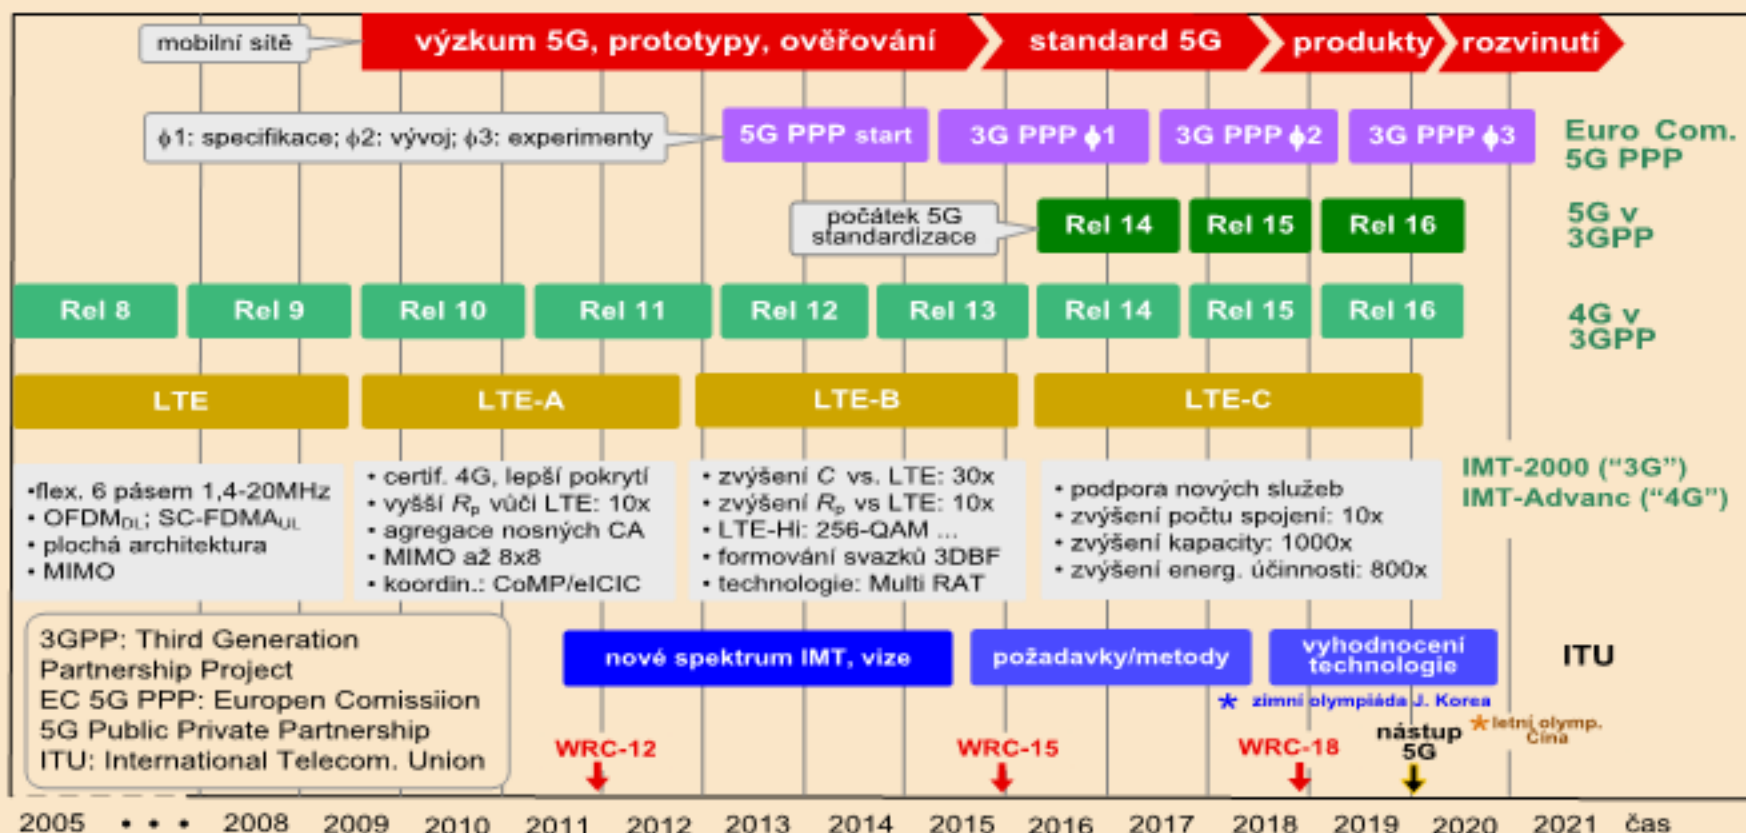 mobilní sítě
výzkum 5G, prototypy, ověřování
standard 5G
produkty
rozvinutí
ϕ1: specifikace; ϕ2: vývoj; ϕ3: experimenty
5G PPP start
3G PPP ϕ1
3G PPP ϕ2
3G PPP ϕ3
Euro Com.
5G PPP
počátek 5G
standardizace
Rel 14
Rel 15
Rel 16
5G v
3GPP
Rel 8
Rel 9
Rel 10
Rel 11
Rel 12
Rel 13
Rel 14
Rel 15
Rel 16
4G v
3GPP
LTE
LTE-A
LTE-B
LTE-C
•flex. 6 pásem 1,4-20MHz
• OFDMDL; SC-FDMAUL
• plochá architektura
• MIMO
• certif. 4G, lepší pokrytí
• vyšší Rp vůči LTE: 10x
• agregace nosných CA
• MIMO až 8x8
• koordin.: CoMP/eICIC
• zvýšení C vs. LTE: 30x
• zvýšení Rp vs LTE: 10x
• LTE-Hi: 256-QAM ...
• formování svazků 3DBF
• technologie: Multi RAT
• podpora nových služeb
• zvýšení počtu spojení: 10x
• zvýšení kapacity: 1000x
• zvýšení energ. účinnosti: 800x
IMT-2000 (“3G”)
IMT-Advanc (“4G”)
3GPP: Third Generation
Partnership Project
EC 5G PPP: Europen Comissiion
5G Public Private Partnership
ITU: International Telecom. Union
nové spektrum IMT, vize
požadavky/metody
vyhodnocení
technologie
ITU
* zimní olympiáda J. Korea
* letní olymp.
Čína
WRC-12
WRC-15
WRC-18
nástup
5G
2005 • • • 2008 2009 2010 2011 2012 2013 2014 2015 2016 2017 2018 2019 2020 2021 čas